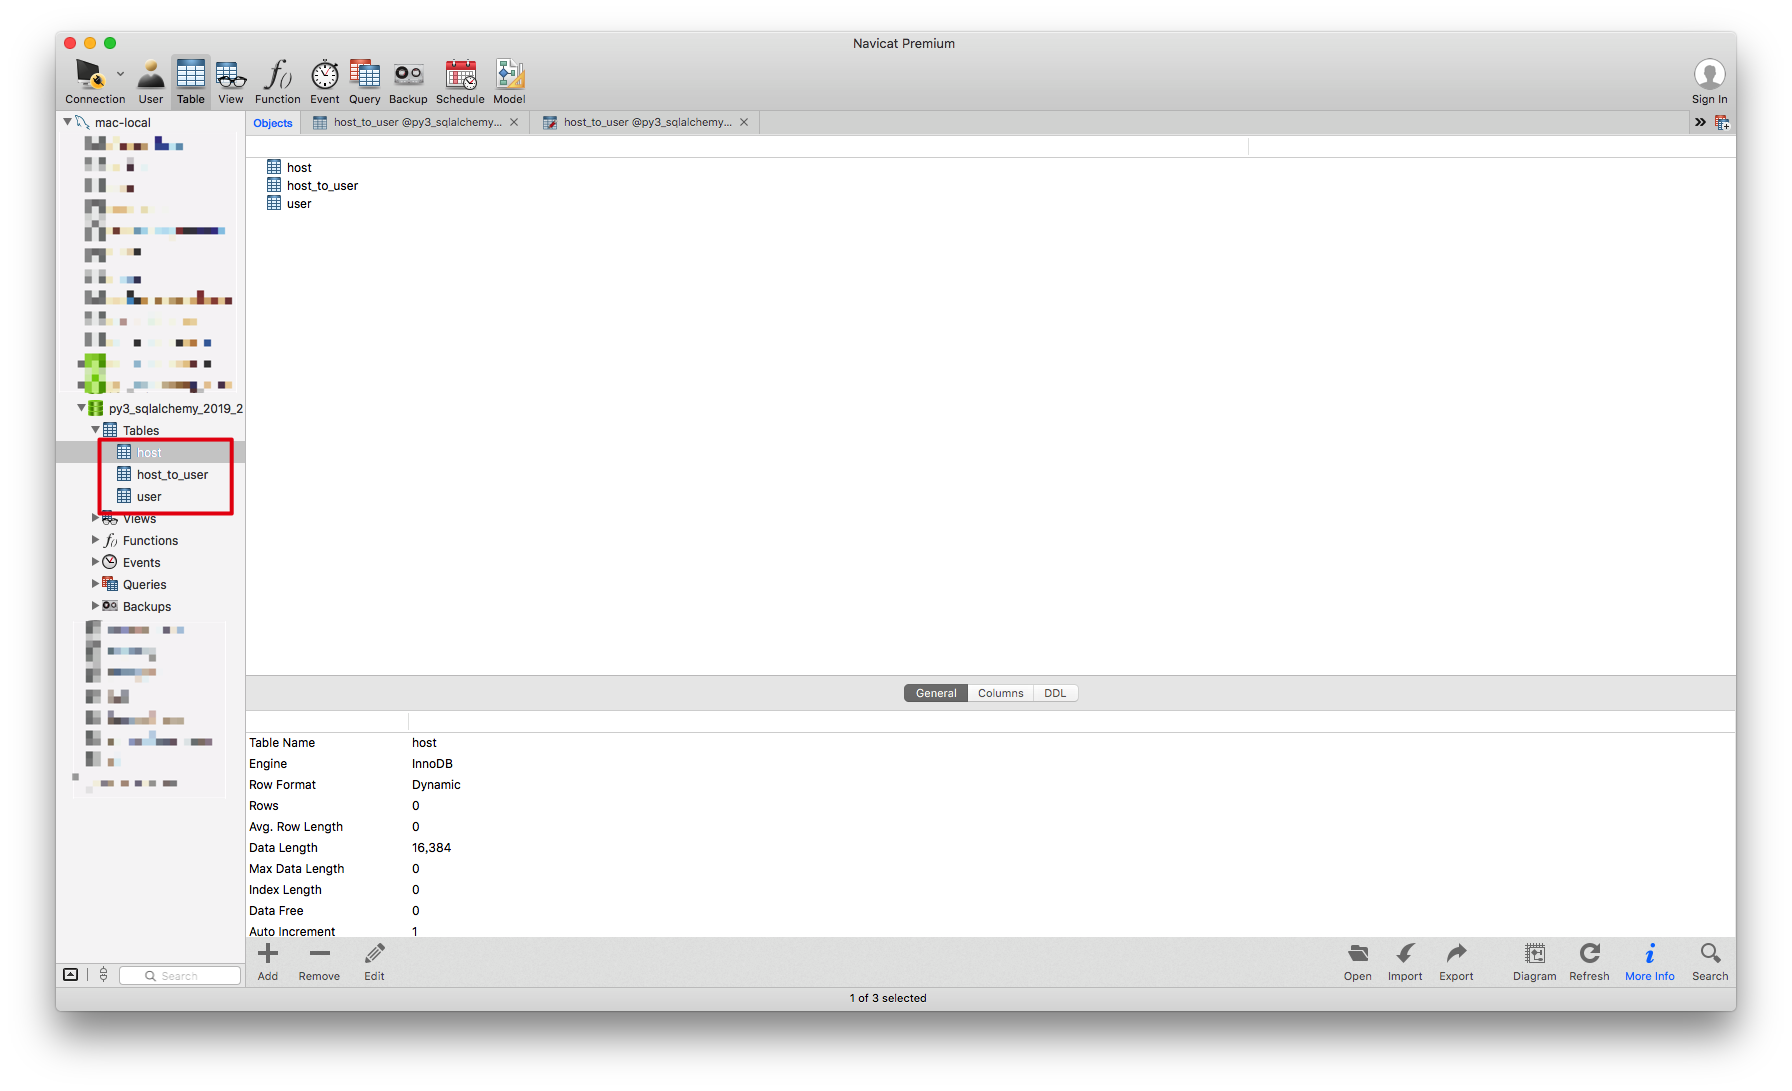 Navicat Premium
Connection User Table View Function Event Query Backup Schedule Model Sign In
mac-local
Objects host_to_user @py3_sqlalchemy... host_to_user @py3_sqlalchemy...
host
host_to_user
user
py3_sqlalchemy_2019_2
Tables
host
host_to_user
user
Views
Functions
Events
Queries
Backups
General Columns DDL
Table Name host
Engine InnoDB
Row Format Dynamic
Rows 0
Avg. Row Length 0
Data Length 16,384
Max Data Length 0
Index Length 0
Data Free 0
Auto Increment 1
Search
Add Remove Edit Open Import Export Diagram Refresh More Info Search
1 of 3 selected